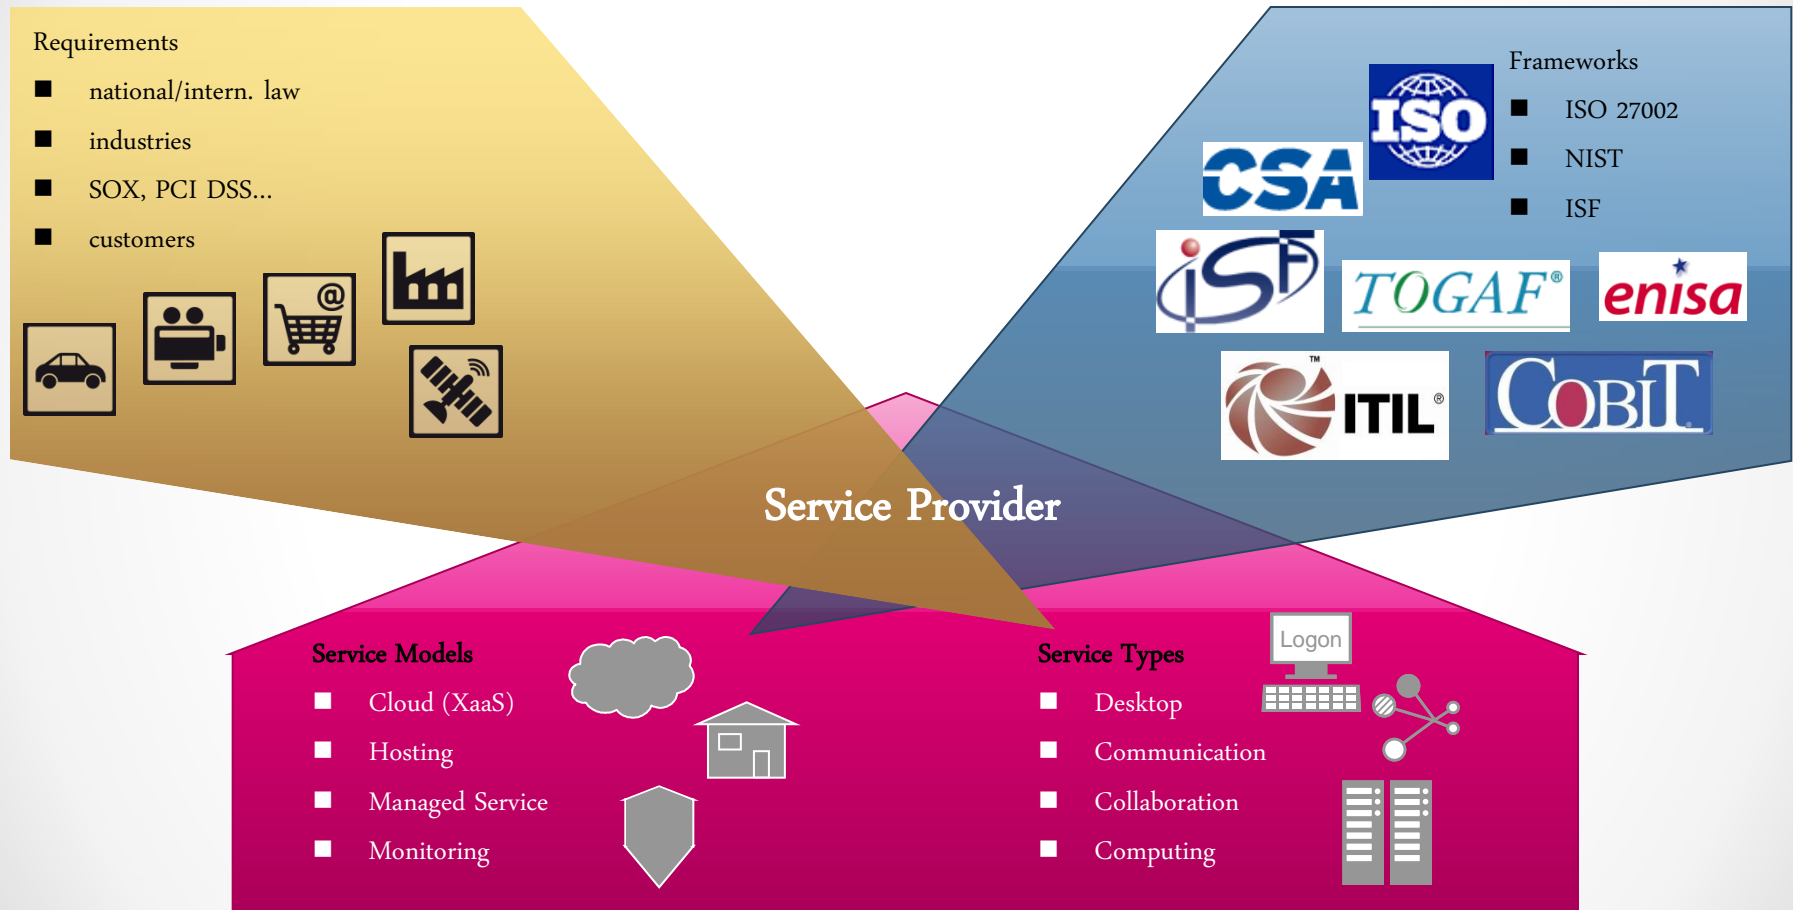 Requirements
■ national/intern. law
■ industries
■ SOX, PCI DSS...
■ customers
@
Frameworks
■ ISO 27002
■ NIST
■ ISF
ISO
CSA
iSF
TOGAF®
enisa
™
ITIL®
COBIT®
Service Provider
Service Models
■ Cloud (XaaS)
■ Hosting
■ Managed Service
■ Monitoring
Service Types
■ Desktop
■ Communication
■ Collaboration
■ Computing
Logon